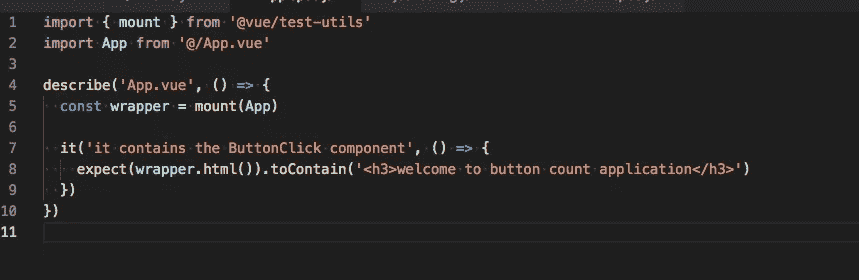 1 import { mount } from '@vue/test-utils'
2 import App from '@/App.vue'
3
4 describe('App.vue', () => {
5   const wrapper = mount(App)
6
7   it('it contains the ButtonClick component', () => {
8     expect(wrapper.html()).toContain('<h3>welcome to button count application</h3>')
9   })
10 })
11